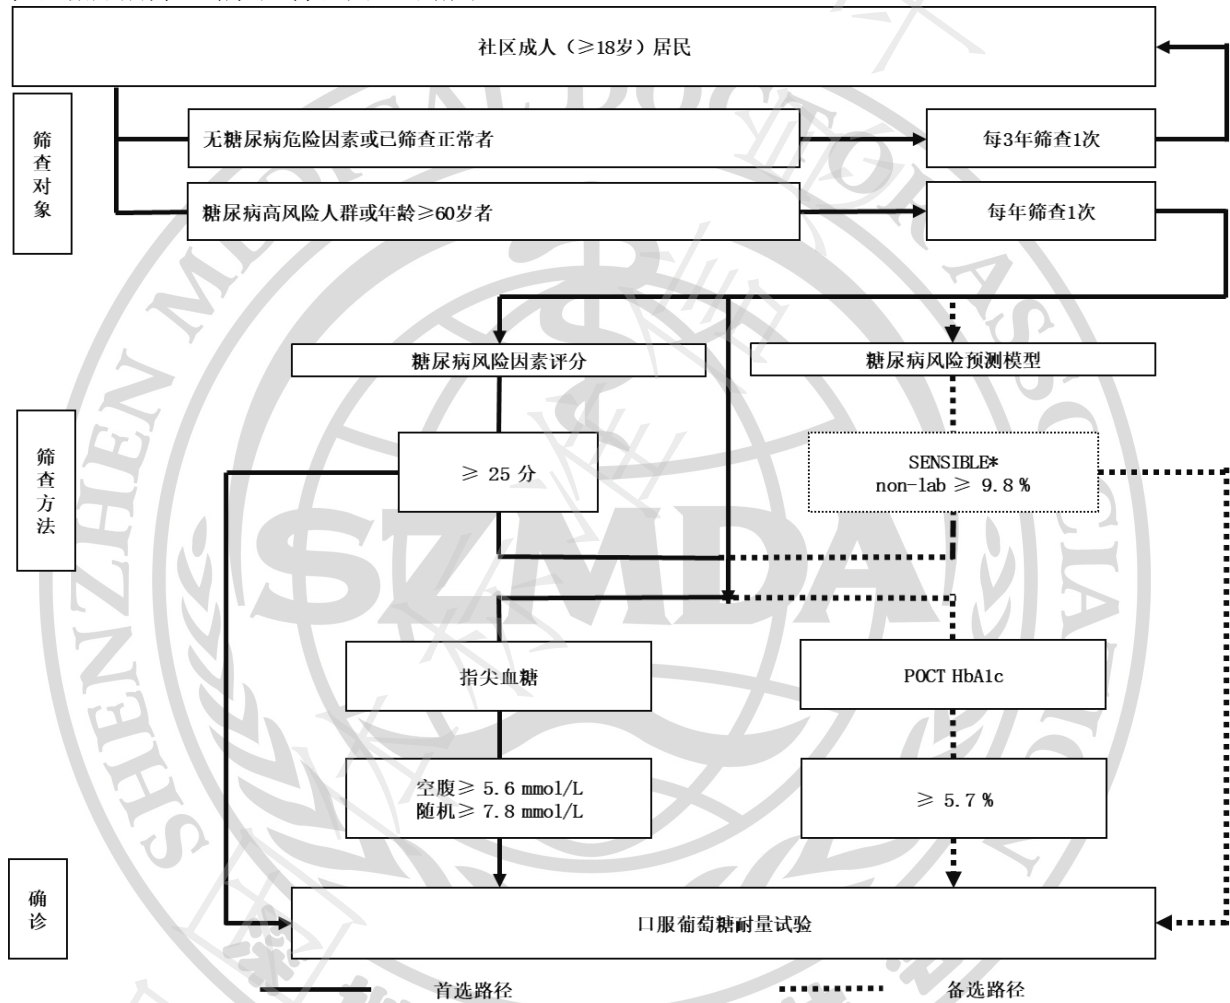 社区成人（≥18岁）居民
筛查对象
无糖尿病危险因素或已筛查正常者
每3年筛查1次
糖尿病高风险人群或年龄≥60岁者
每年筛查1次
糖尿病风险因素评分
糖尿病风险预测模型
筛查方法
≥ 25 分
SENSIBLE*
non-lab ≥ 9.8 %
指尖血糖
POCT HbA1c
空腹≥ 5.6 mmol/L
随机≥ 7.8 mmol/L
≥ 5.7 %
确诊
口服葡萄糖耐量试验
首选路径
备选路径
SHENZHEN MEDICAL DOCTOR ASSOCIATION
SZMDA